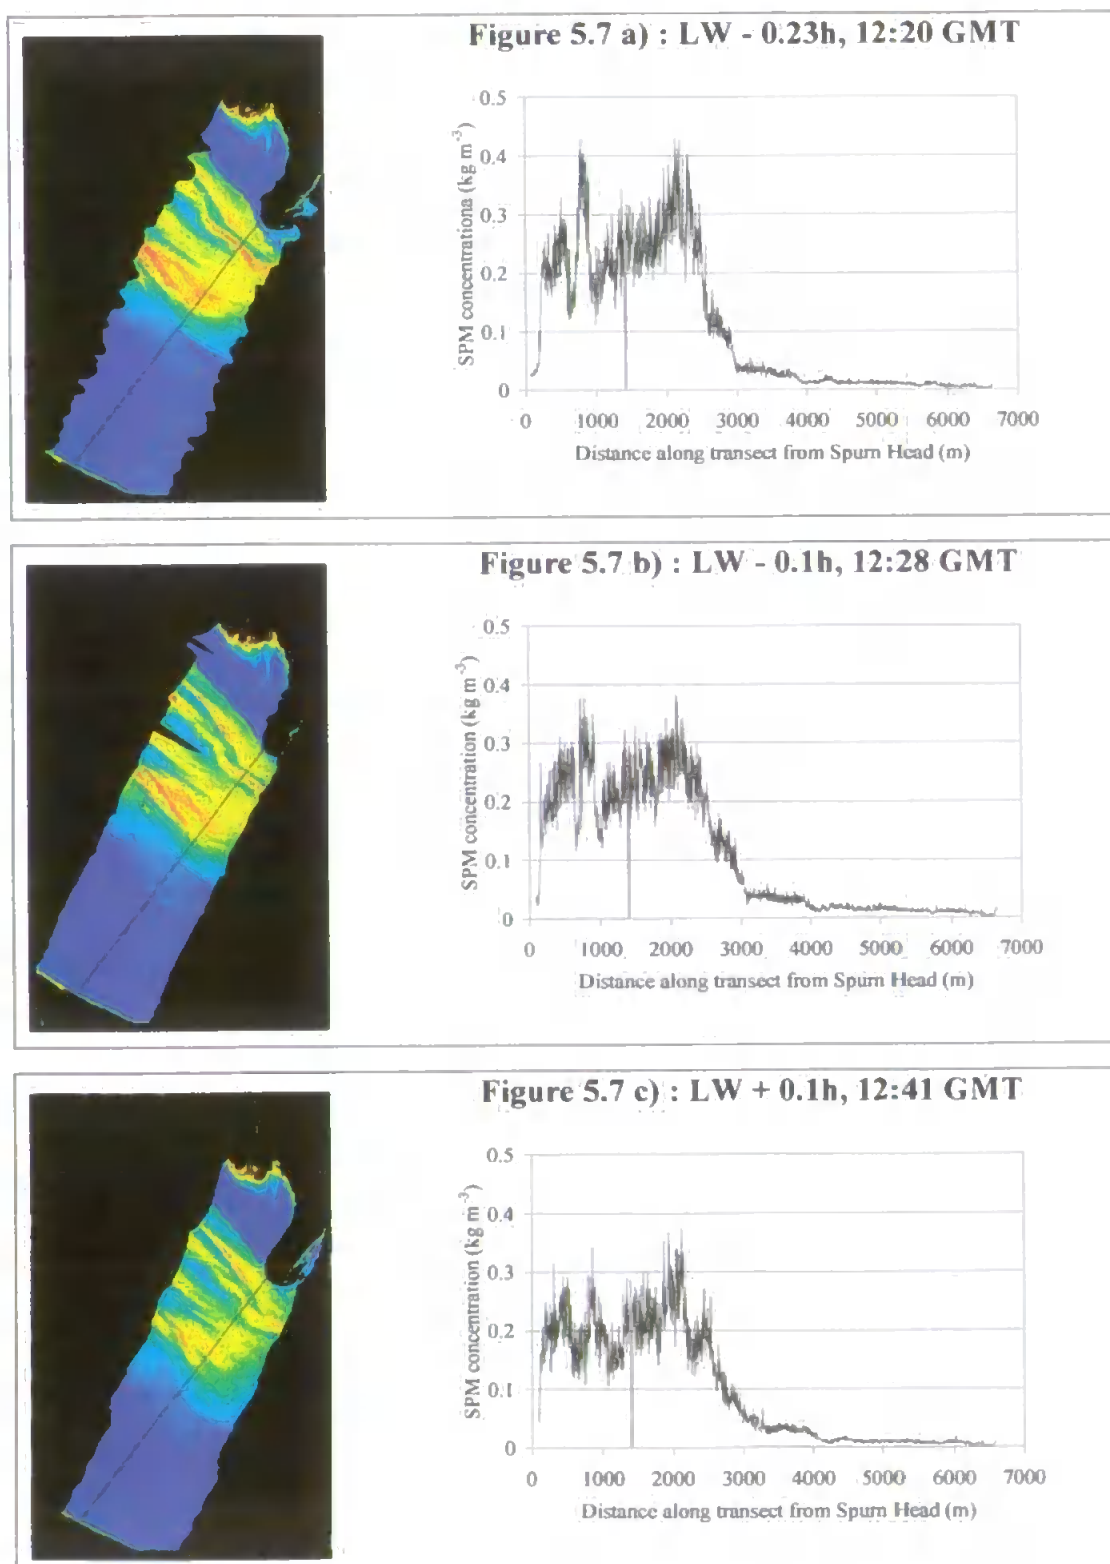 Figure 5.7 a) : LW - 0.23h, 12:20 GMT
SPM concentrationa (kg m-3)
0.5
0.4
0.3
0.2
0.1
0
0 1000 2000 3000 4000 5000 6000 7000
Distance along transect from Spurn Head (m)
Figure 5.7 b) : LW - 0.1h, 12:28 GMT
SPM concentration (kg m-3)
0.5
0.4
0.3
0.2
0.1
0
0 1000 2000 3000 4000 5000 6000 7000
Distance along transect from Spurn Head (m)
Figure 5.7 c) : LW + 0.1h, 12:41 GMT
SPM concentration (kg m-3)
0.5
0.4
0.3
0.2
0.1
0
0 1000 2000 3000 4000 5000 6000 7000
Distance along transect from Spurn Head (m)